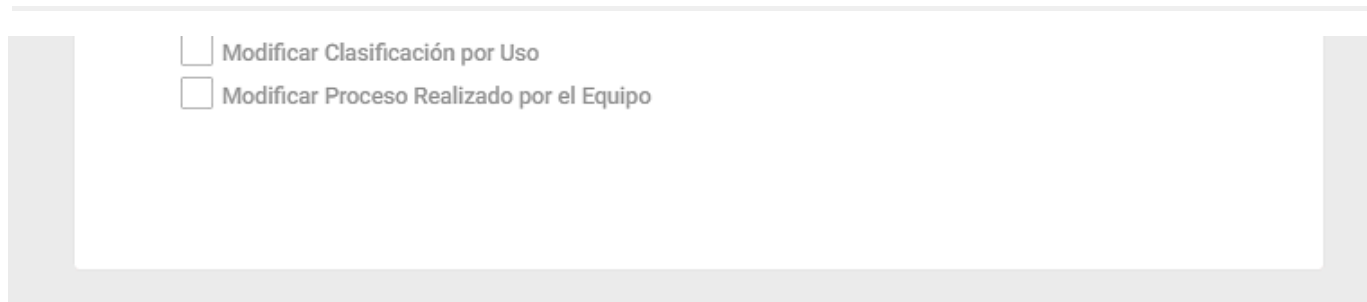 Modificar Clasificación por Uso
Modificar Proceso Realizado por el Equipo